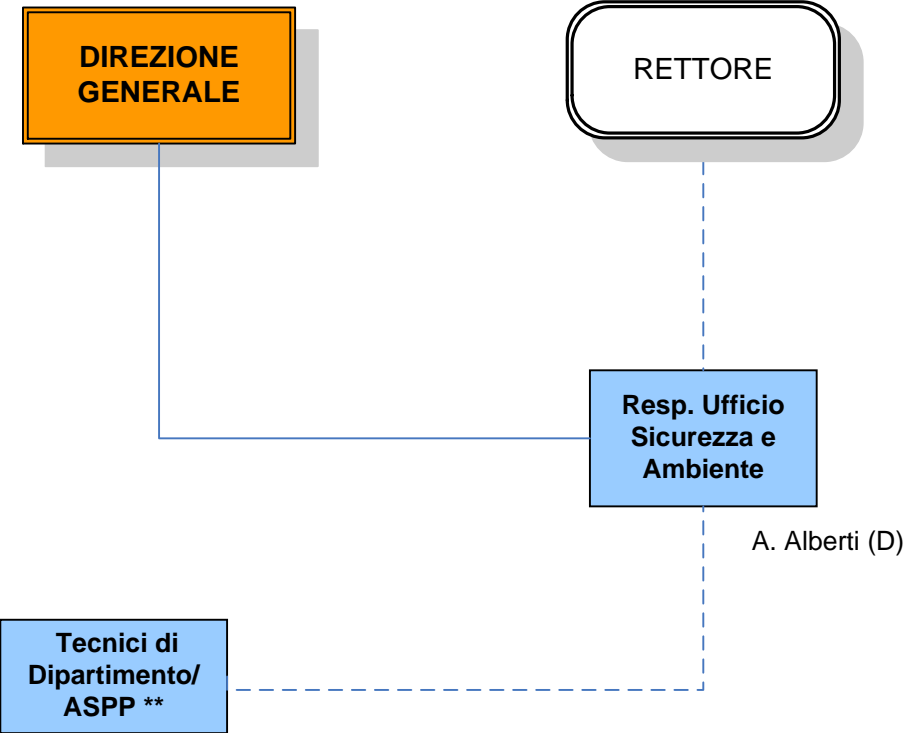 DIREZIONE
GENERALE
RETTORE
Resp. Ufficio
Sicurezza e
Ambiente
A. Alberti (D)
Tecnici di
Dipartimento/
ASPP **